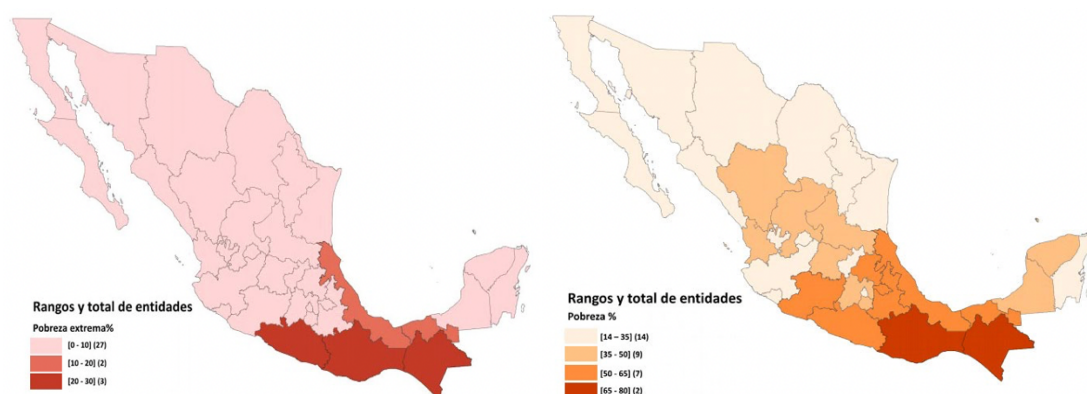 Rangos y total de entidades
Pobreza extrema%
[0 - 10] (27)
[10 - 20] (2)
[20 - 30] (3)
Rangos y total de entidades
Pobreza %
[14 – 35] (14)
[35 - 50] (9)
[50 - 65] (7)
[65 - 80] (2)